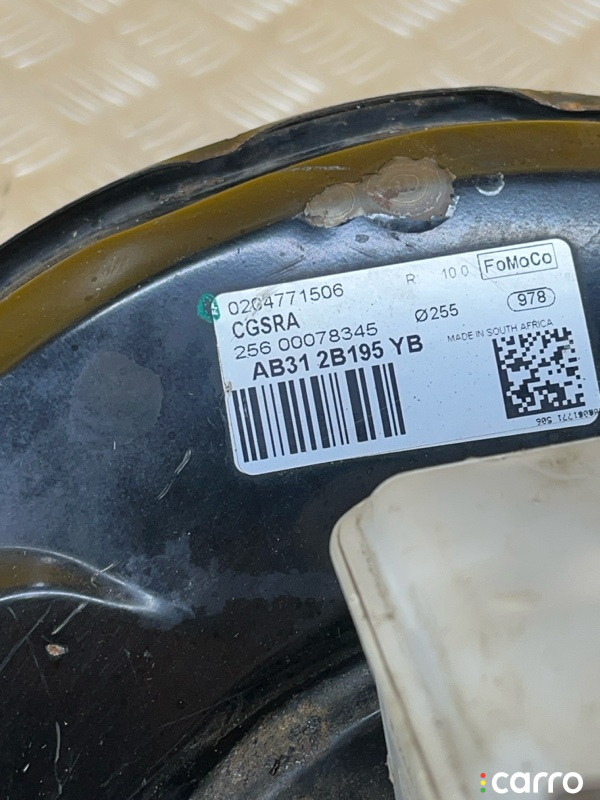 0204771506 R 10.0 FoMoCo
CGSRA Ø255 978
256 00078345
AB31 2B195 YB
MADE IN SOUTH AFRICA
carro